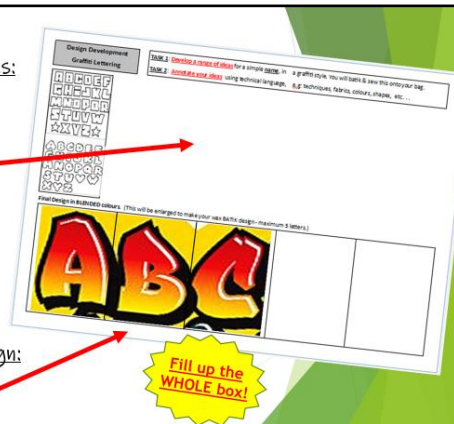 s:
Design Development
Graffiti Lettering
TASK 1: Develop a range of ideas for a simple name, in a graffiti style. You will batik & sew this onto your bag.
TASK 2: Annotate your ideas using technical language, e.g: techniques, fabrics, colours, shapes, etc....
A B C D E F
G H I J K L
M N O P Q R
S T U V W
X Y Z
A B C D E F
G H I J K L
M N O P Q R
S T U V W
X Y Z
Final Design in BLENDED colours. (This will be enlarged to make your wax BATIK design- maximum 5 letters.)
A B C
gn:
Fill up the
WHOLE box!